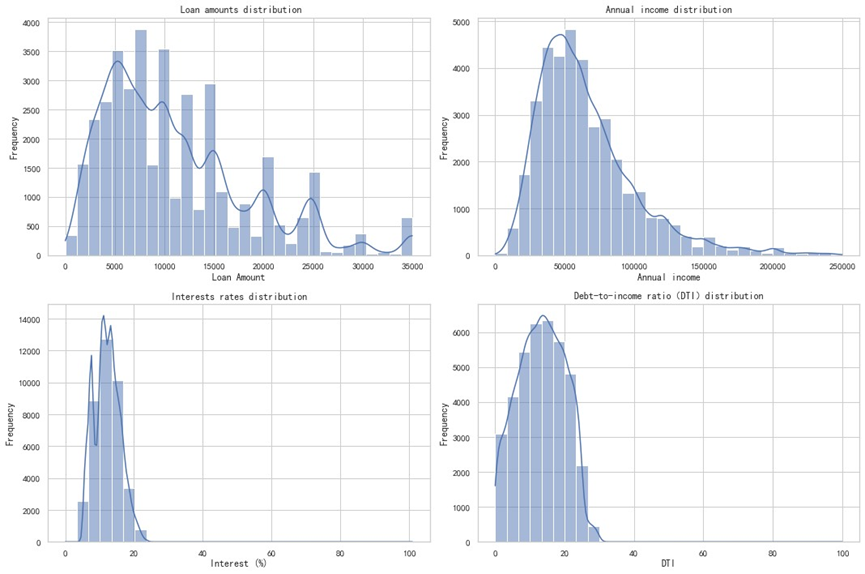 Loan amounts distribution
Frequency
4000
3500
3000
2500
2000
1500
1000
500
0
0 5000 10000 15000 20000 25000 30000 35000
Loan Amount
Annual income distribution
Frequency
5000
4000
3000
2000
1000
0
0 50000 100000 150000 200000 250000
Annual income
Interests rates distribution
Frequency
14000
12000
10000
8000
6000
4000
2000
0
0 20 40 60 80 100
Interest (%)
Debt-to-income ratio (DTI) distribution
Frequency
6000
5000
4000
3000
2000
1000
0
0 20 40 60 80 100
DTI